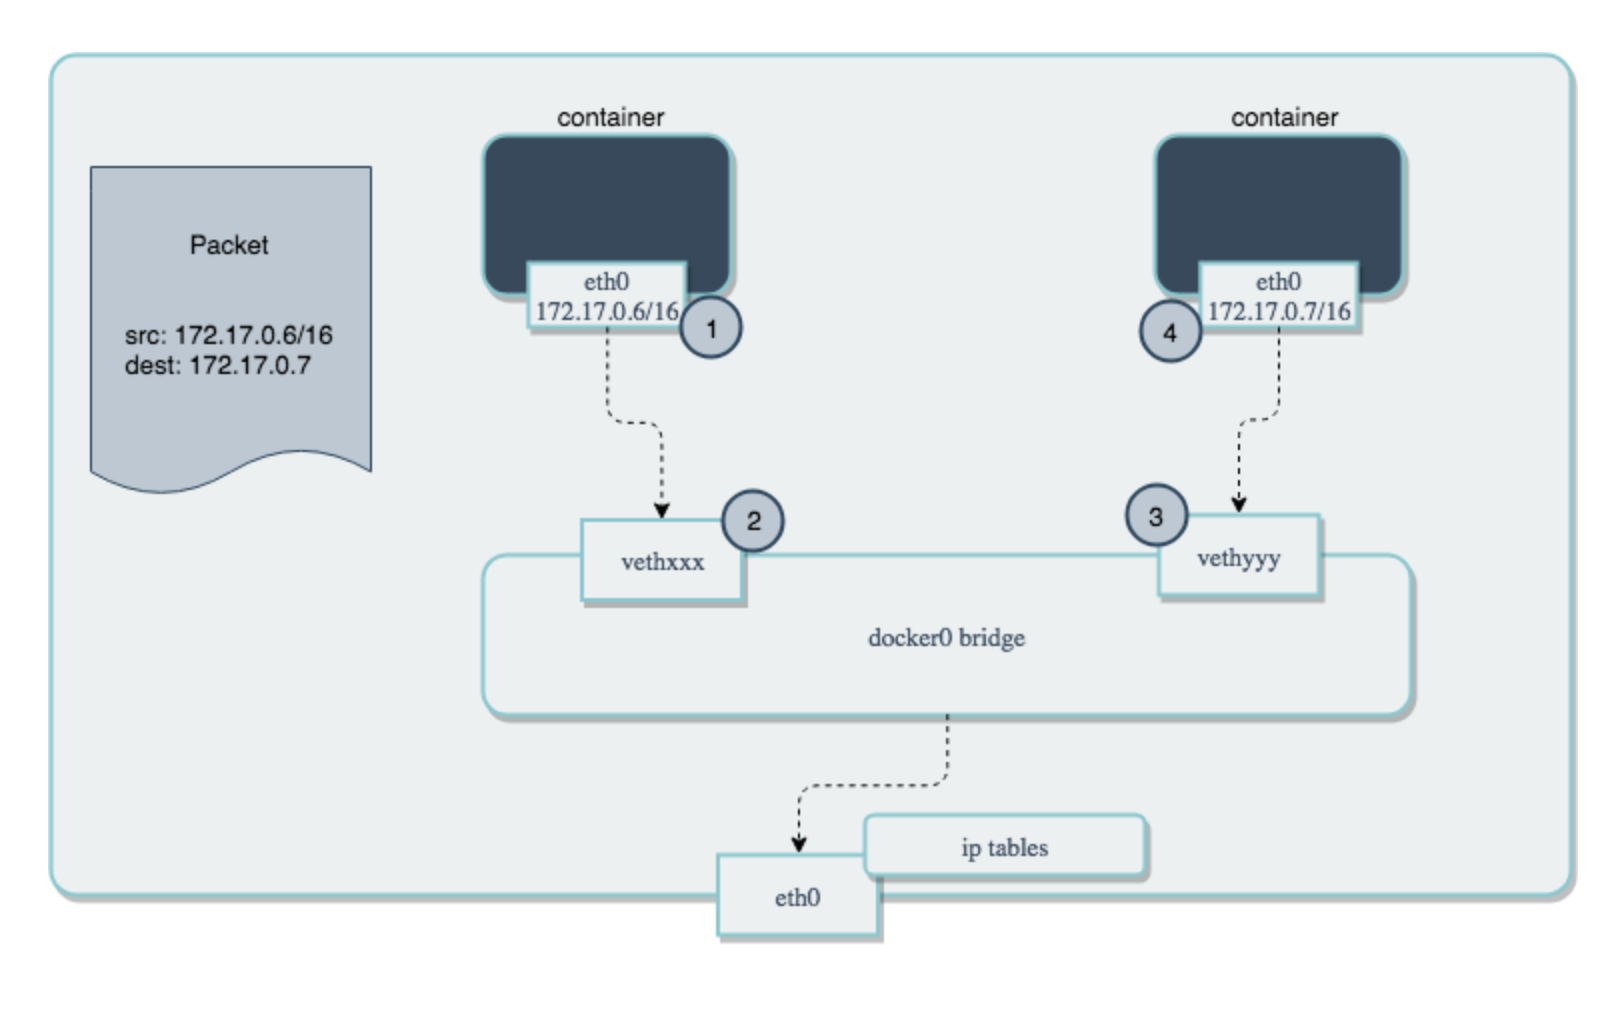 container
container
Packet
src: 172.17.0.6/16
dest: 172.17.0.7
eth0
172.17.0.6/16
1
eth0
172.17.0.7/16
4
vethxxx
2
3
vethyyy
docker0 bridge
ip tables
eth0